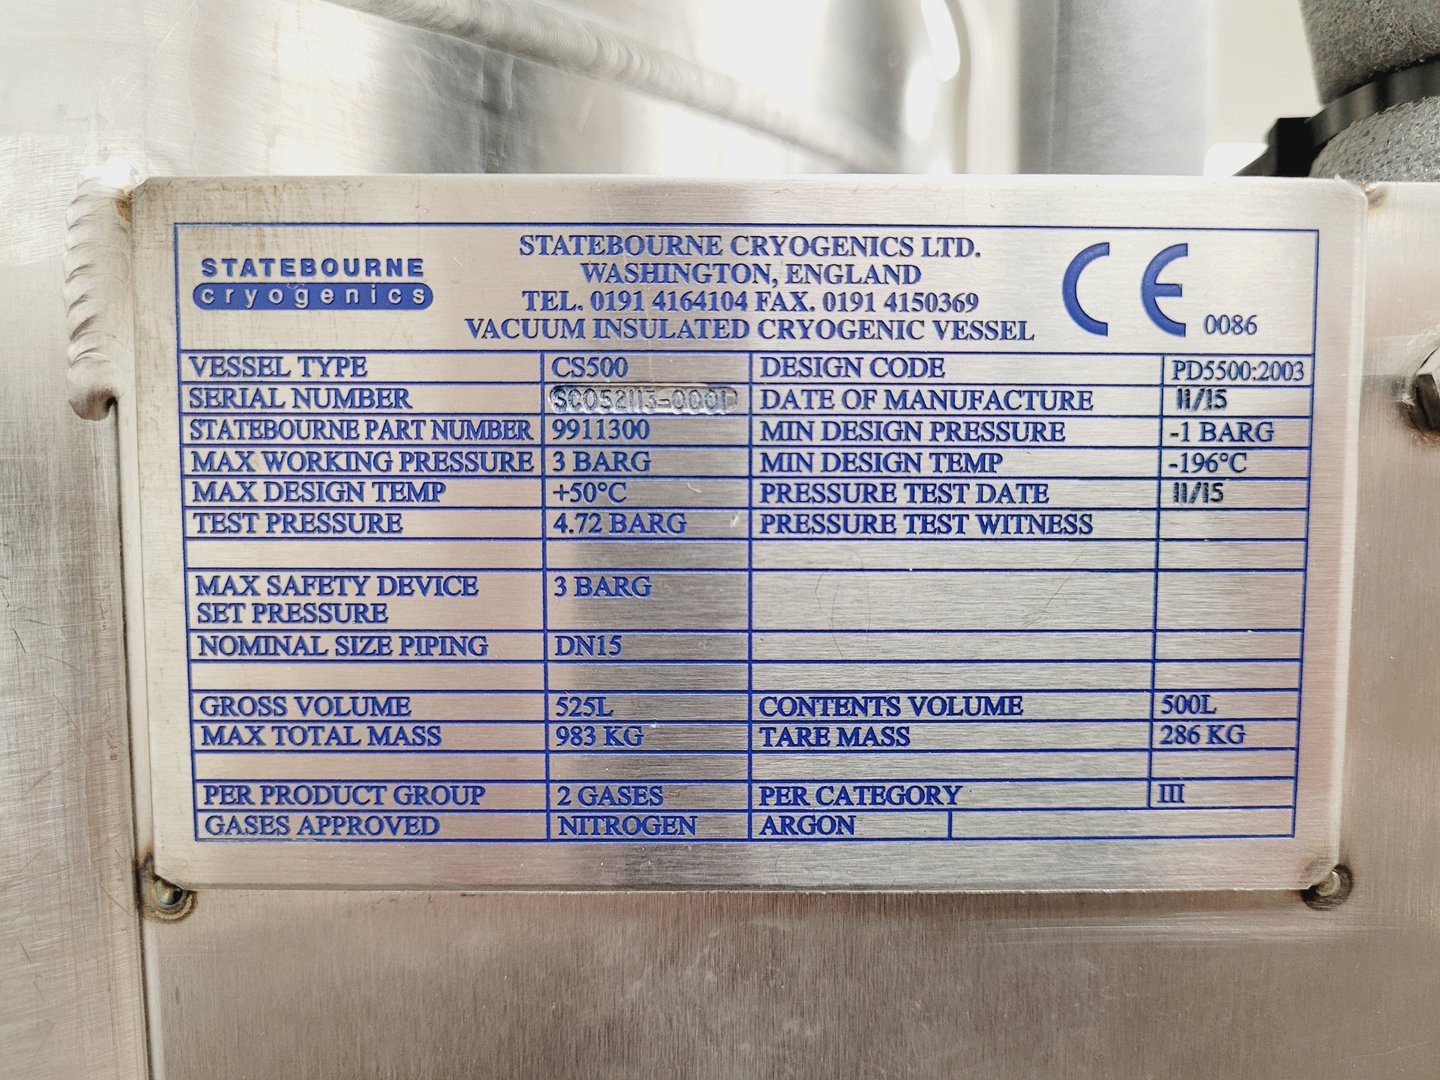 STATEBOURNE
cryogenics
STATEBOURNE CRYOGENICS LTD.
WASHINGTON, ENGLAND
TEL. 0191 4164104 FAX. 0191 4150369
VACUUM INSULATED CRYOGENIC VESSEL
CE 0086
VESSEL TYPE CS500 DESIGN CODE PD5500:2003
SERIAL NUMBER SC052113-0001 DATE OF MANUFACTURE 11/15
STATEBOURNE PART NUMBER 9911300 MIN DESIGN PRESSURE -1 BARG
MAX WORKING PRESSURE 3 BARG MIN DESIGN TEMP -196°C
MAX DESIGN TEMP +50°C PRESSURE TEST DATE 11/15
TEST PRESSURE 4.72 BARG PRESSURE TEST WITNESS
MAX SAFETY DEVICE 3 BARG
SET PRESSURE
NOMINAL SIZE PIPING DN15
GROSS VOLUME 525L CONTENTS VOLUME 500L
MAX TOTAL MASS 983 KG TARE MASS 286 KG
PER PRODUCT GROUP 2 GASES PER CATEGORY III
GASES APPROVED NITROGEN ARGON